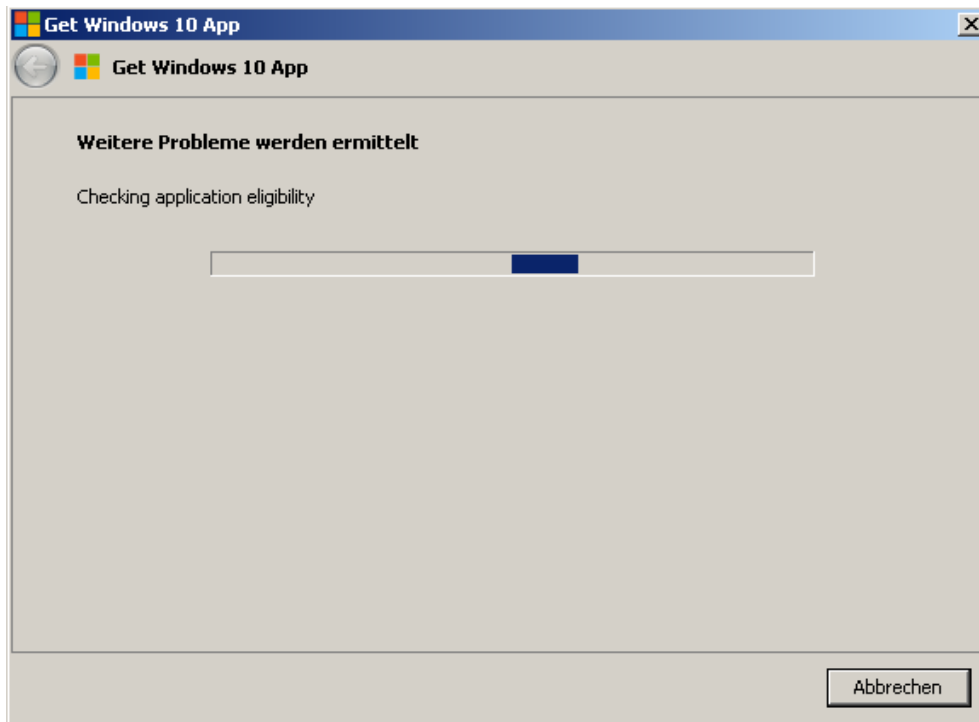 Get Windows 10 App
Get Windows 10 App
Weitere Probleme werden ermittelt
Checking application eligibility
Abbrechen